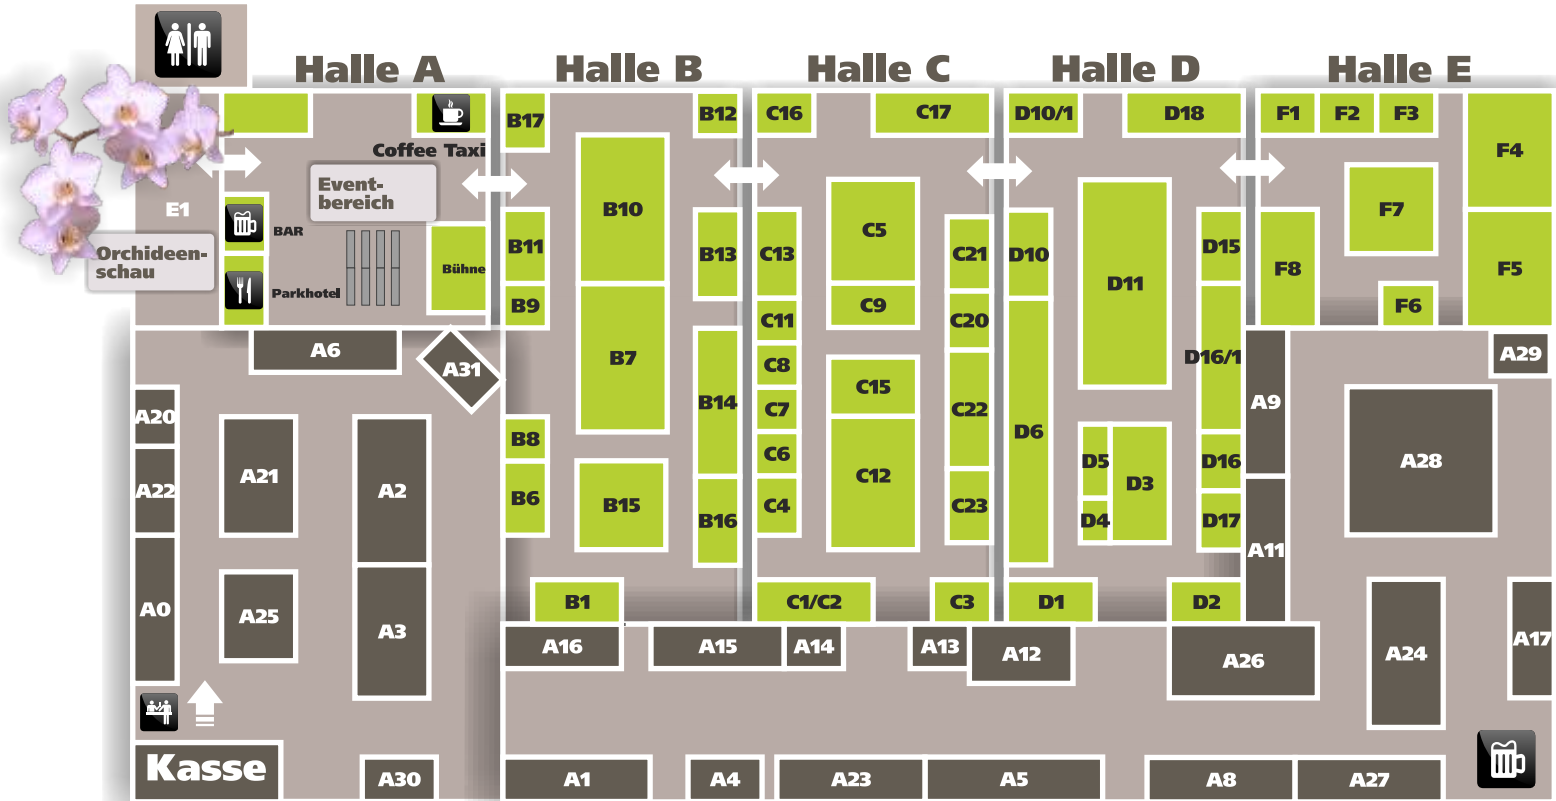 Halle A
Halle B
Halle C
Halle D
Halle E
B17
B12
C16
C17
D10/1
D18
F1
F2
F3
F4
Coffee Taxi
Event-
bereich
E1
BAR
Orchideen-
schau
Parkhotel
Bühne
B11
B10
B13
B9
B7
C13
C5
C21
C11
C9
C20
D10
D11
D15
F7
F8
F5
F6
A6
A31
C8
C15
C7
C22
D16/1
A9
A29
A20
A21
A2
A22
B8
B14
B6
B15
B16
C6
C12
C4
C23
D6
D5
D3
D4
D16
D17
A28
A11
A0
A25
A3
B1
C1/C2
C3
D1
D2
A16
A15
A14
A13
A12
A26
A24
A17
Kasse
A30
A1
A4
A23
A5
A8
A27